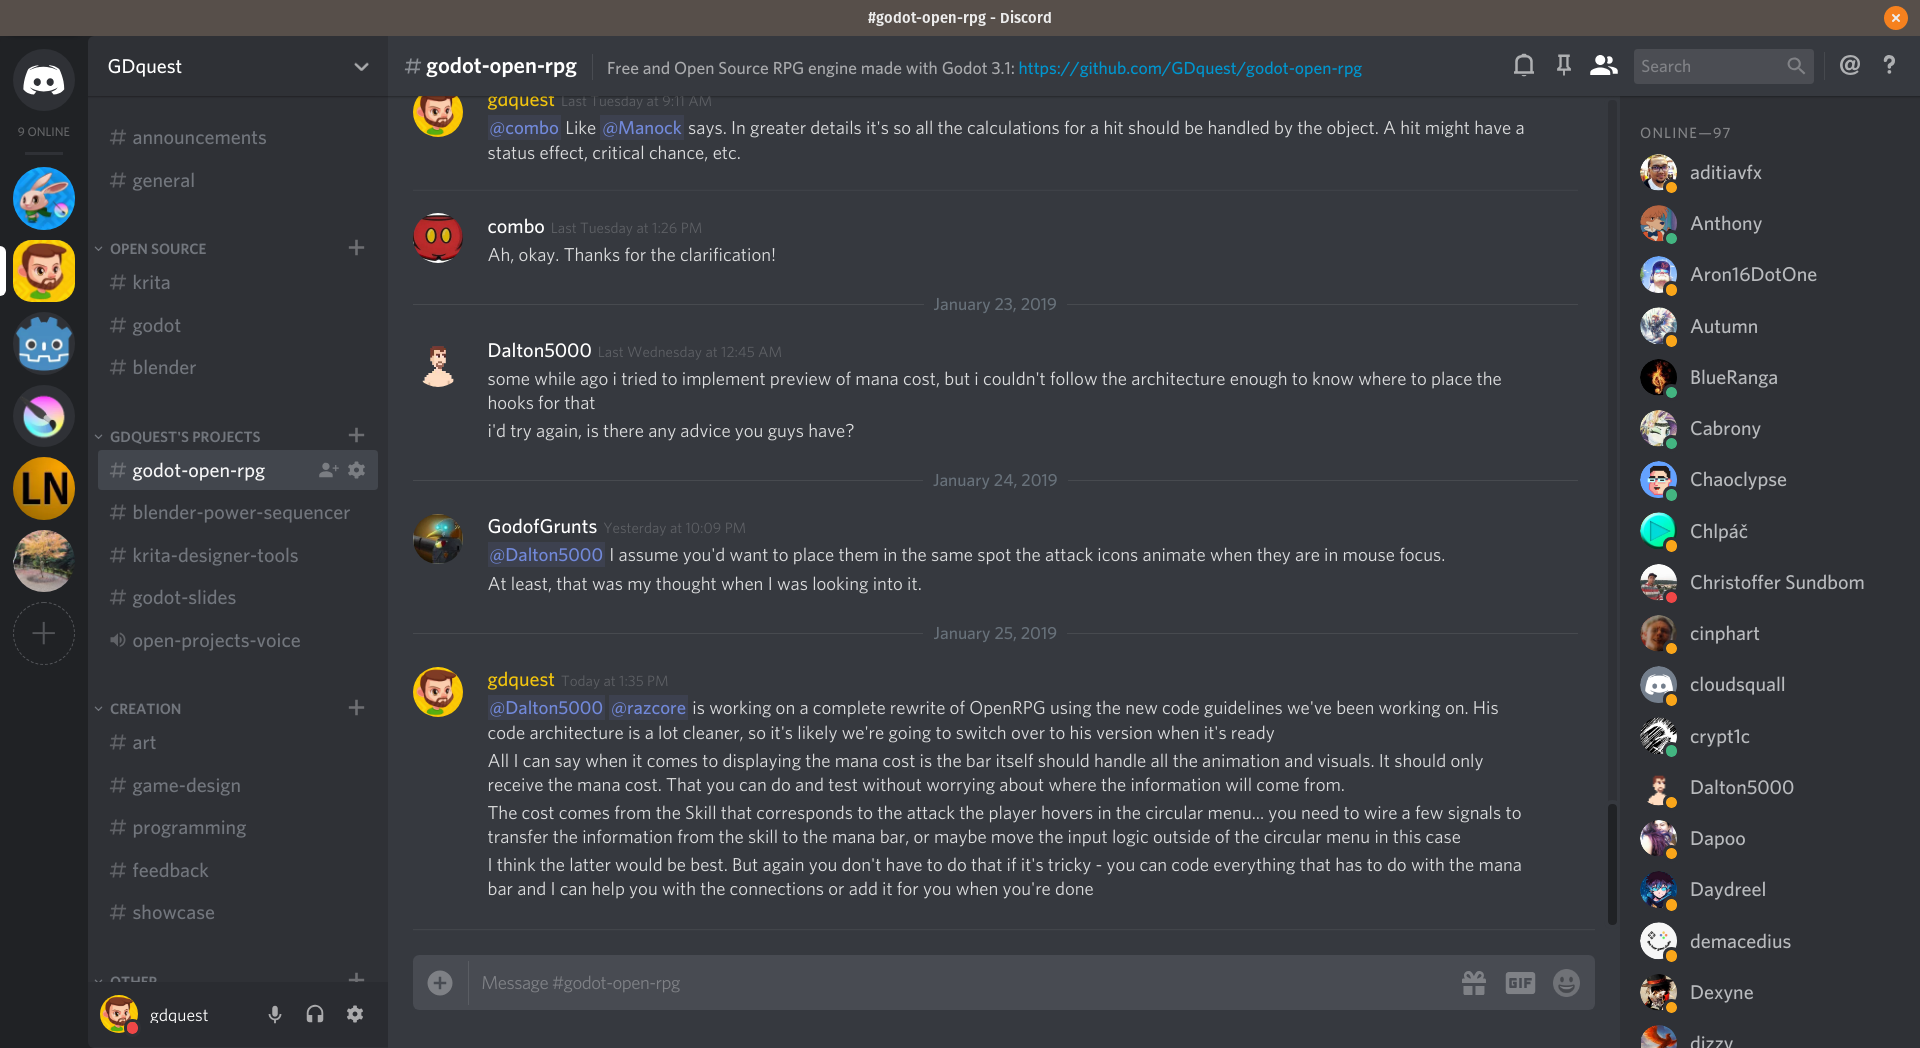 #godot-open-rpg - Discord
9 ONLINE
LN
GDquest
# announcements
# general
OPEN SOURCE
# krita
# godot
# blender
GDQUEST'S PROJECTS
# godot-open-rpg
# blender-power-sequencer
# krita-designer-tools
# godot-slides
open-projects-voice
CREATION
# art
# game-design
# programming
# feedback
# showcase
OTHER
gdquest
# godot-open-rpg
Free and Open Source RPG engine made with Godot 3.1: https://github.com/GDquest/godot-open-rpg
Search
@ ?
gdquest Last Tuesday at 9:11 AM
@combo Like @Manock says. In greater details it's so all the calculations for a hit should be handled by the object. A hit might have a
status effect, critical chance, etc.
combo Last Tuesday at 1:26 PM
Ah, okay. Thanks for the clarification!
January 23, 2019
Dalton5000 Last Wednesday at 12:45 AM
some while ago i tried to implement preview of mana cost, but i couldn't follow the architecture enough to know where to place the
hooks for that
i'd try again, is there any advice you guys have?
January 24, 2019
GodofGrunts Yesterday at 10:09 PM
@Dalton5000 I assume you'd want to place them in the same spot the attack icons animate when they are in mouse focus.
At least, that was my thought when I was looking into it.
January 25, 2019
gdquest Today at 1:35 PM
@Dalton5000 @razcore is working on a complete rewrite of OpenRPG using the new code guidelines we've been working on. His
code architecture is a lot cleaner, so it's likely we're going to switch over to his version when it's ready
All I can say when it comes to displaying the mana cost is the bar itself should handle all the animation and visuals. It should only
receive the mana cost. That you can do and test without worrying about where the information will come from.
The cost comes from the Skill that corresponds to the attack the player hovers in the circular menu... you need to wire a few signals to
transfer the information from the skill to the mana bar, or maybe move the input logic outside of the circular menu in this case
I think the latter would be best. But again you don't have to do that if it's tricky - you can code everything that has to do with the mana
bar and I can help you with the connections or add it for you when you're done
Message #godot-open-rpg
GIF
ONLINE—97
aditiavfx
Anthony
Aron16DotOne
Autumn
BlueRanga
Cabrony
Chaoclypse
Chlpáč
Christoffer Sundbom
cinphart
cloudsquall
crypt1c
Dalton5000
Dapoo
Daydreel
demacedius
Dexyne
dizzy